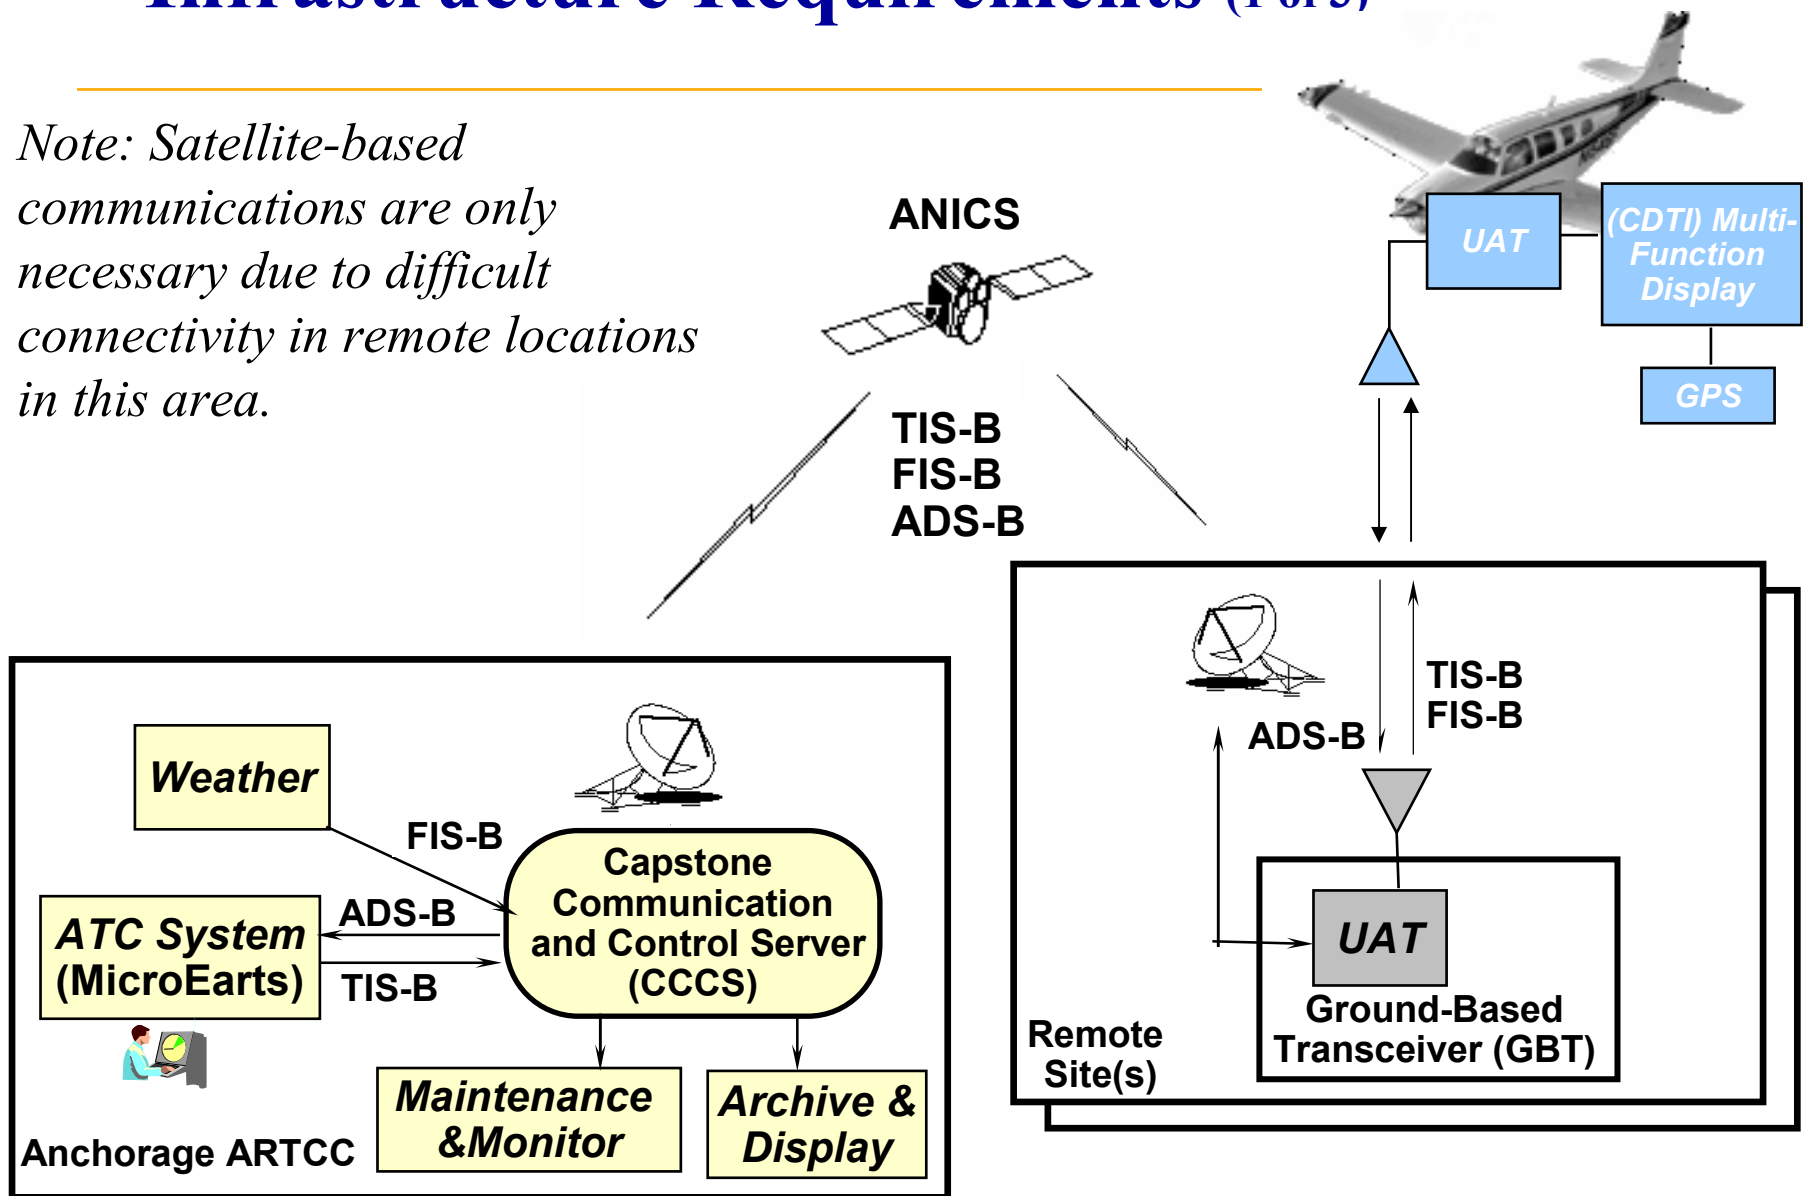 Infrastructure Requirements
Note: Satellite-based
communications are only
necessary due to difficult
connectivity in remote locations
in this area.
ANICS
TIS-B
FIS-B
ADS-B
UAT
(CDTI) Multi-
Function
Display
GPS
Weather
FIS-B
ATC System
(MicroEarts)
ADS-B
TIS-B
Capstone
Communication
and Control Server
(CCCS)
Maintenance
&Monitor
Archive &
Display
Anchorage ARTCC
ADS-B
TIS-B
FIS-B
UAT
Ground-Based
Transceiver (GBT)
Remote
Site(s)